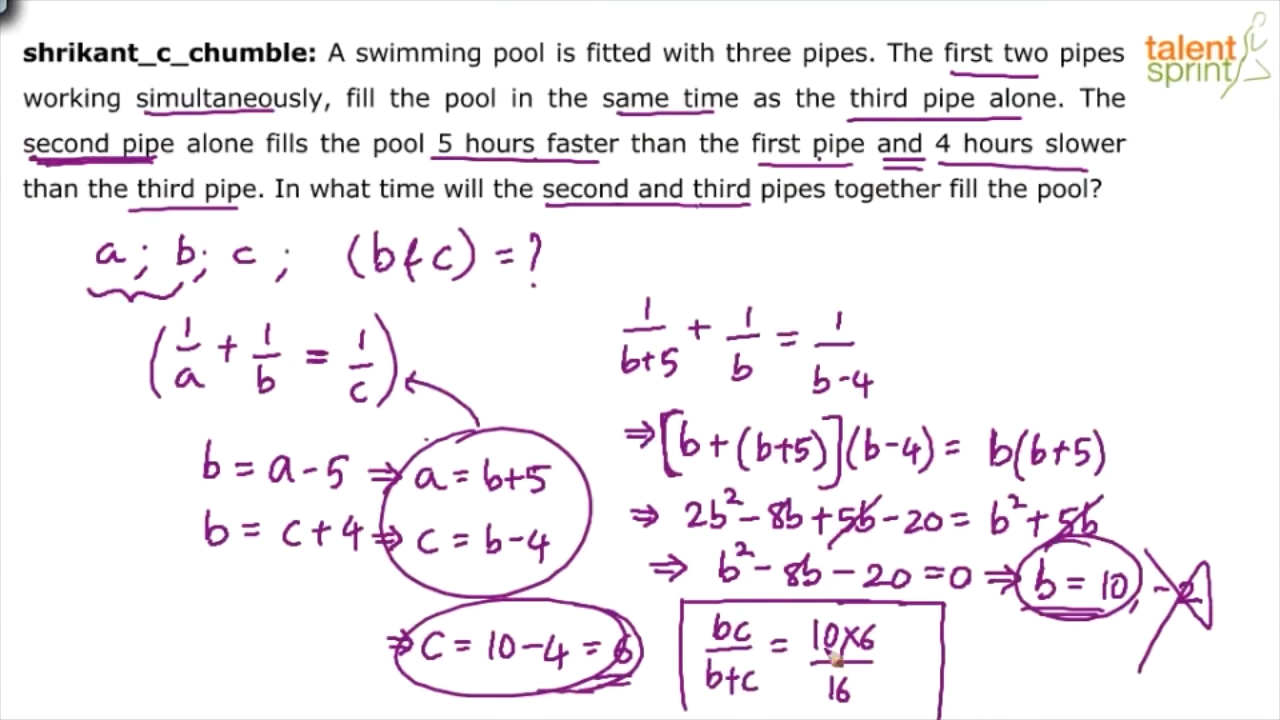 shrikant_c_chumble: A swimming pool is fitted with three pipes. The first two pipes
working simultaneously, fill the pool in the same time as the third pipe alone. The
second pipe alone fills the pool 5 hours faster than the first pipe and 4 hours slower
than the third pipe. In what time will the second and third pipes together fill the pool?
talent
sprint
a; b; c; (b & c) = ?
(1/a + 1/b = 1/c)
b = a - 5 ⇒ a = b+5
b = c + 4 ⇒ c = b - 4
1/(b+5) + 1/b = 1/(b-4)
⇒ [b + (b+5)](b-4) = b(b+5)
⇒ 2b² - 8b + 5b - 20 = b² + 5b
⇒ b² - 8b - 20 = 0 ⇒ b = 10, -2
⇒ C = 10 - 4 = 6
bc/(b+c) = 10×6/16